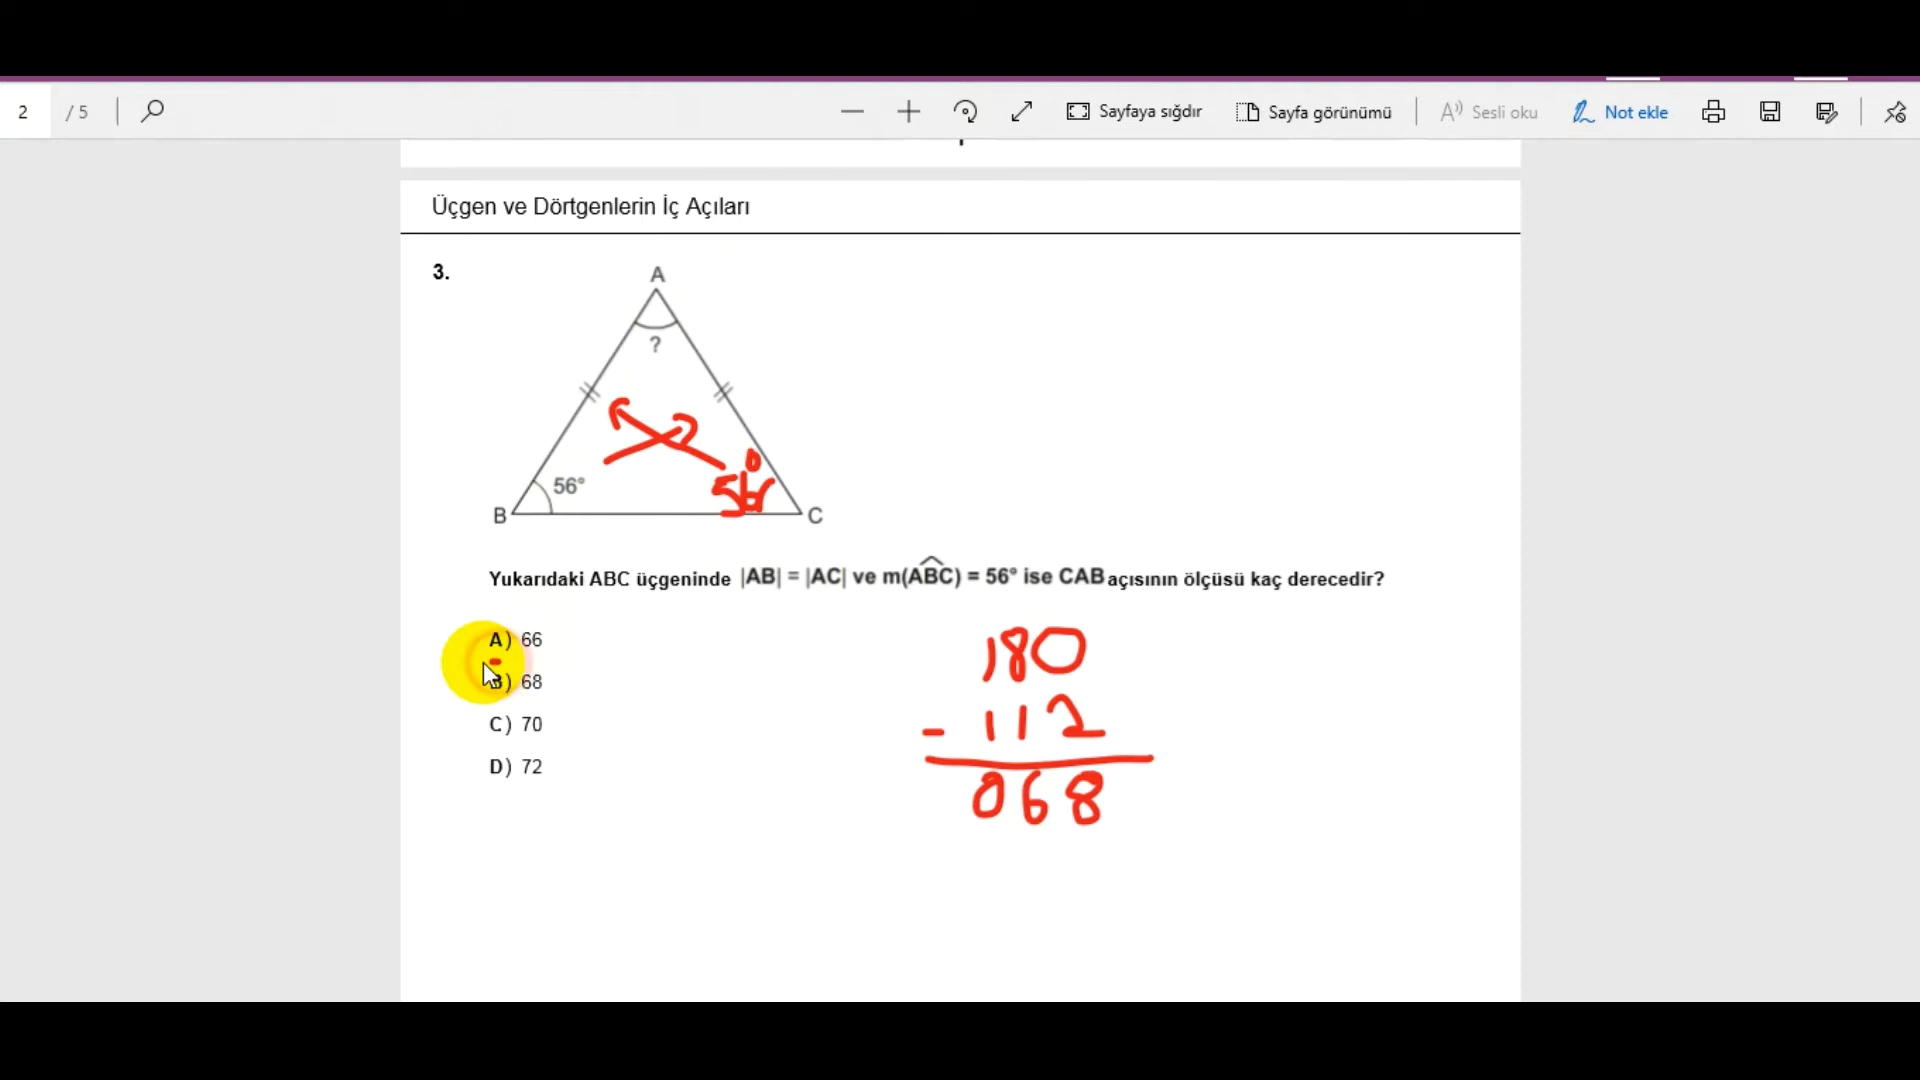 2 / 5 Sayfaya sığdır Sayfa görünümü Sesli oku Not ekle
Üçgen ve Dörtgenlerin İç Açıları
3.
A
?
56°
56°
B
C
Yukarıdaki ABC üçgeninde |AB| = |AC| ve m(ABC) = 56° ise CAB açısının ölçüsü kaç derecedir?
A) 66
B) 68
C) 70
D) 72
180
- 112
068